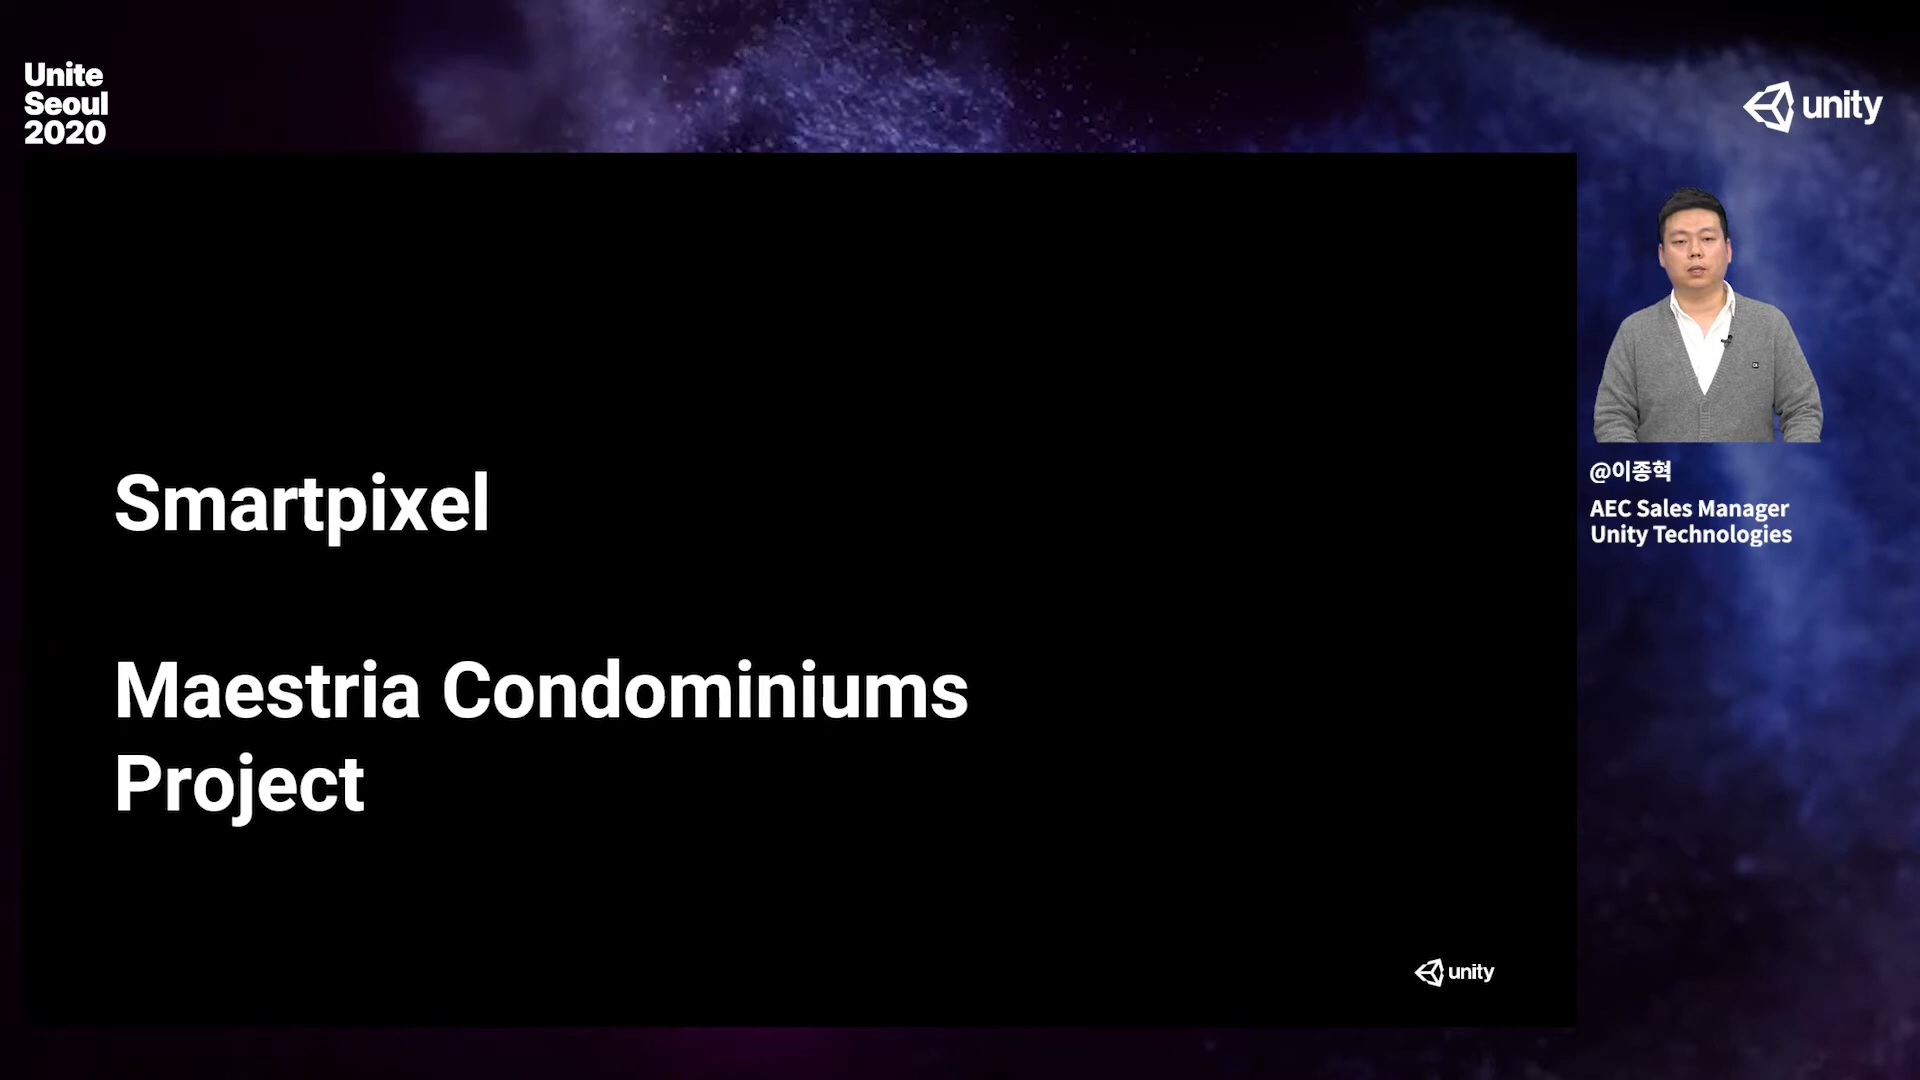 Unite
Seoul
2020
unity
Smartpixel
Maestria Condominiums
Project
unity
@이종혁
AEC Sales Manager
Unity Technologies